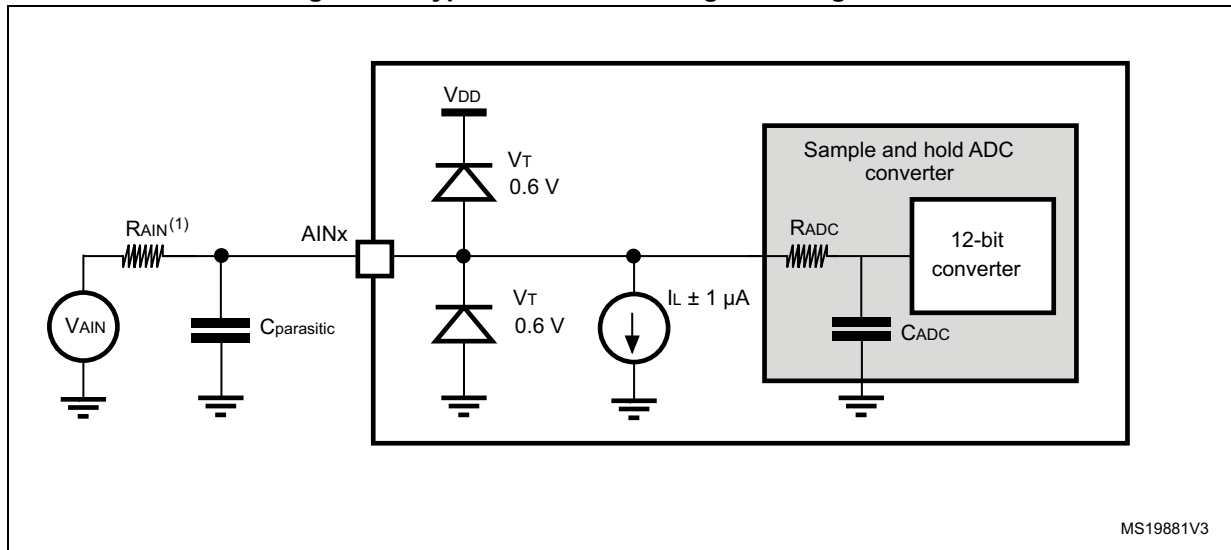 VDD
VT
0.6 V
Sample and hold ADC
converter
RAIN(1)
AINx
RADC
12-bit
converter
VT
0.6 V
IL ± 1 µA
VAIN
Cparasitic
CADC
MS19881V3